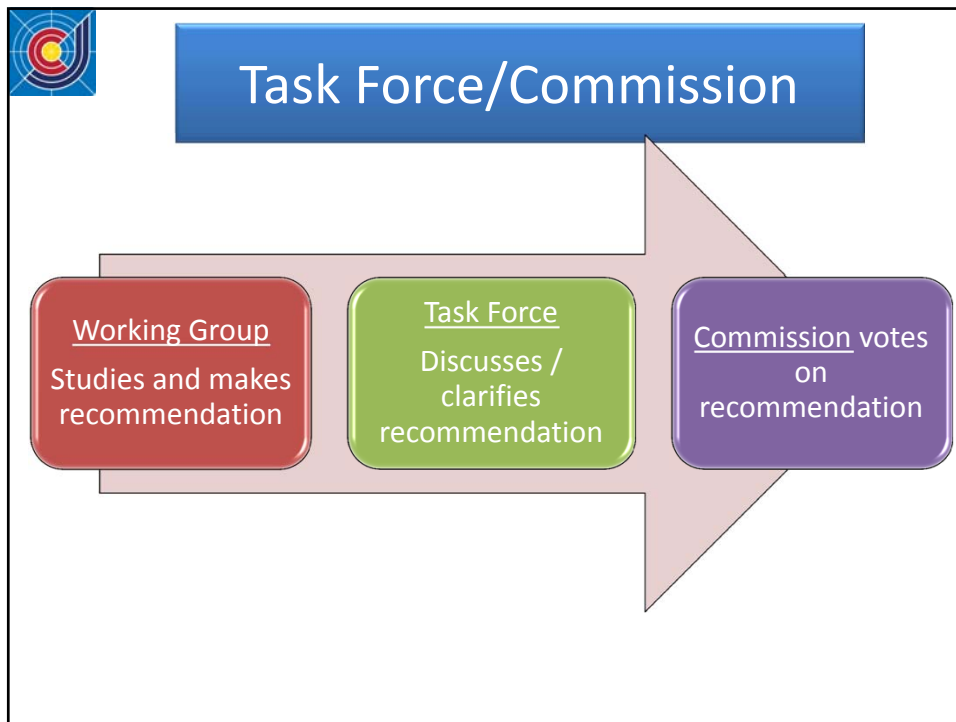 Task Force/Commission
Working Group
Studies and makes
recommendation
Task Force
Discusses /
clarifies
recommendation
Commission votes
on
recommendation